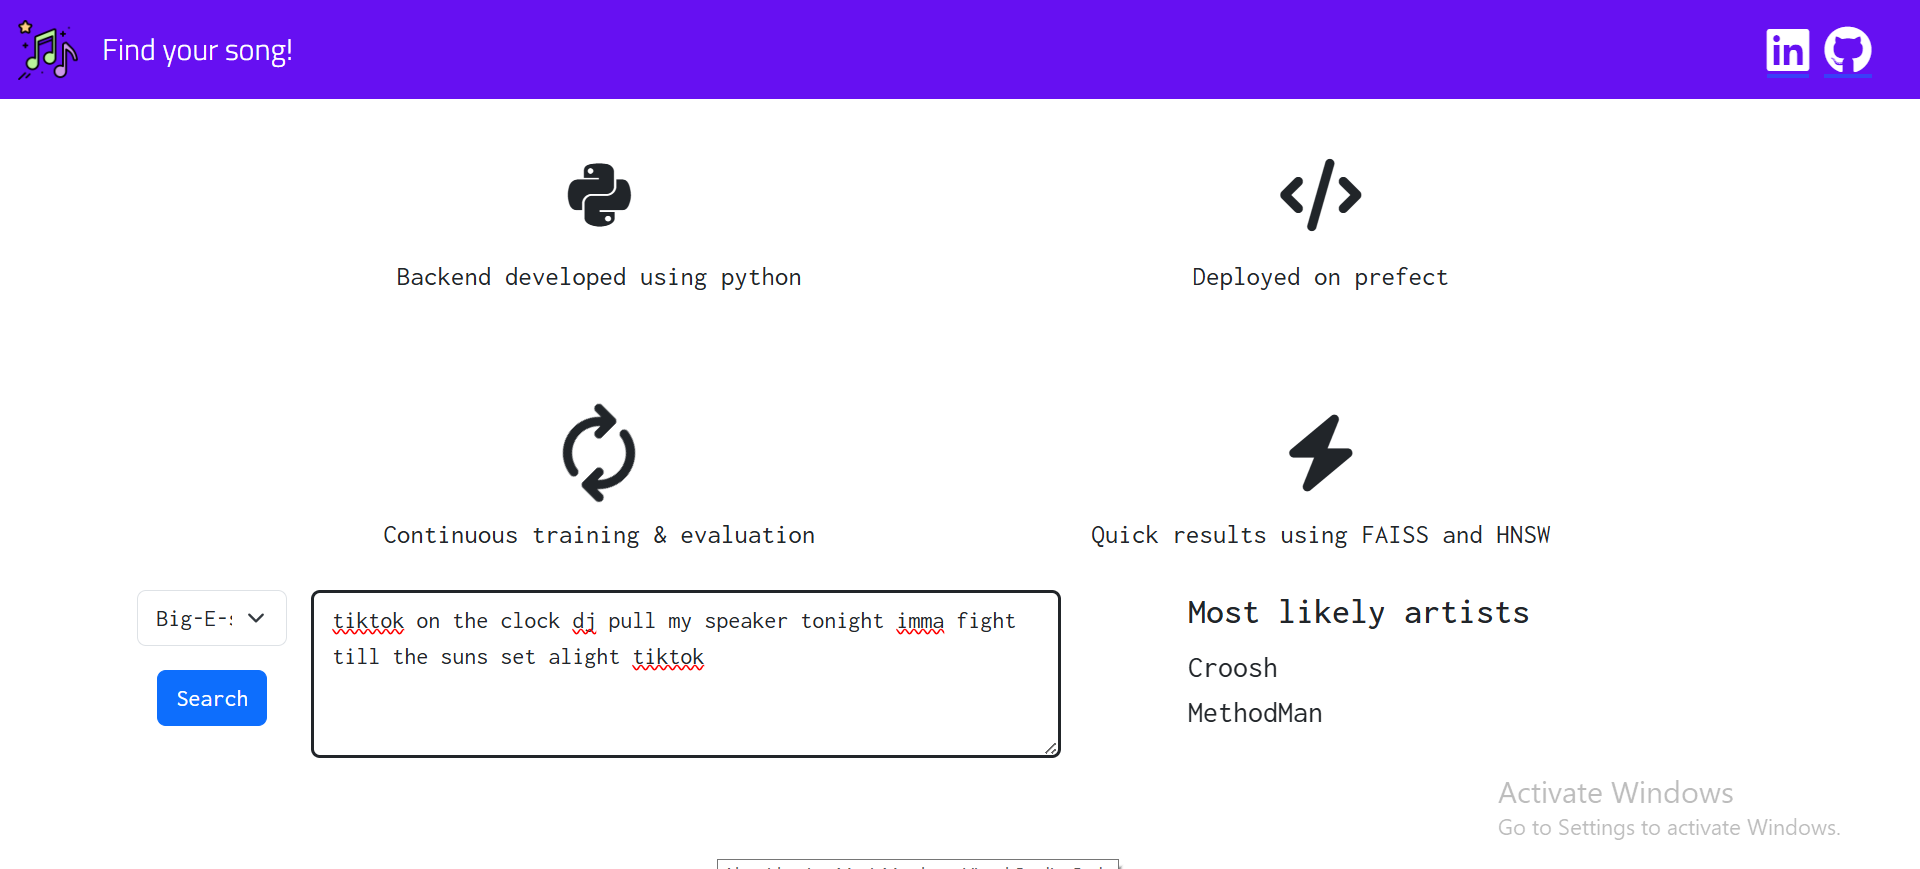 Find your song!
in
Backend developed using python
Deployed on prefect
Continuous training & evaluation
Quick results using FAISS and HNSW
Big-E-
tiktok on the clock dj pull my speaker tonight imma fight
till the suns set alight tiktok
Search
Most likely artists
Croosh
MethodMan
Activate Windows
Go to Settings to activate Windows.